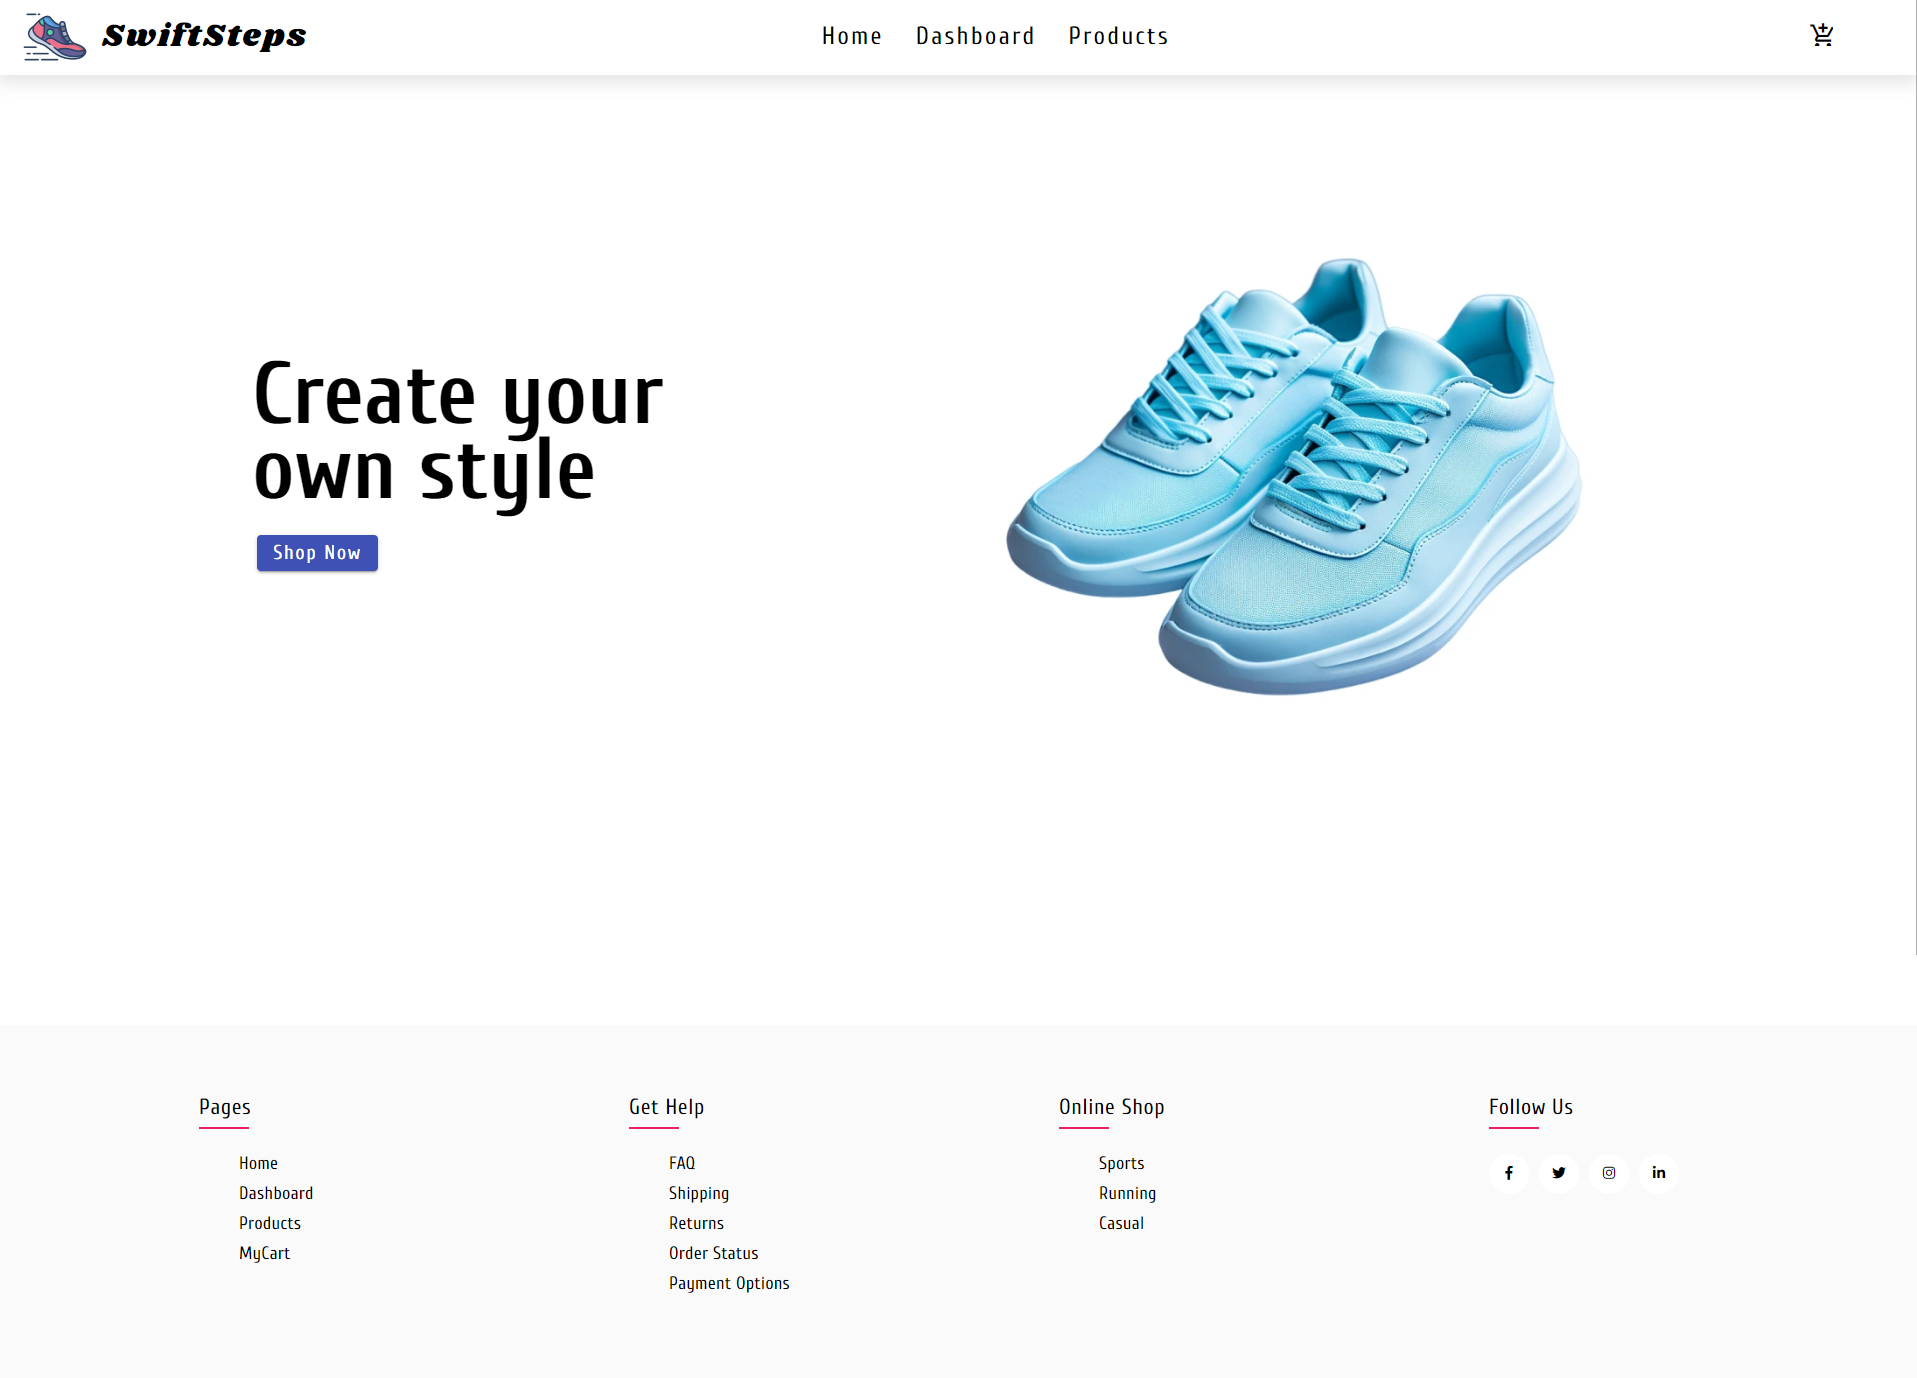 SwiftSteps
Home
Dashboard
Products
Create your
own style
Shop Now
Pages
Home
Dashboard
Products
MyCart
Get Help
FAQ
Shipping
Returns
Order Status
Payment Options
Online Shop
Sports
Running
Casual
Follow Us